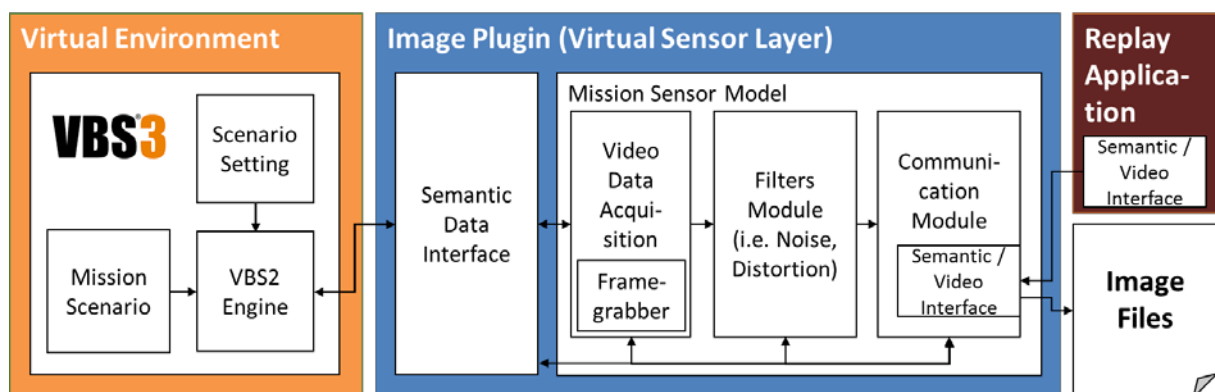 Virtual Environment
VBS3
Scenario
Setting
Mission
Scenario
VBS2
Engine
Image Plugin (Virtual Sensor Layer)
Semantic
Data
Interface
Mission Sensor Model
Video
Data
Acqui-
sition
Frame-
grabber
Filters
Module
(i.e. Noise,
Distortion)
Communi-
cation
Module
Semantic /
Video
Interface
Replay
Applica-
tion
Semantic /
Video
Interface
Image
Files